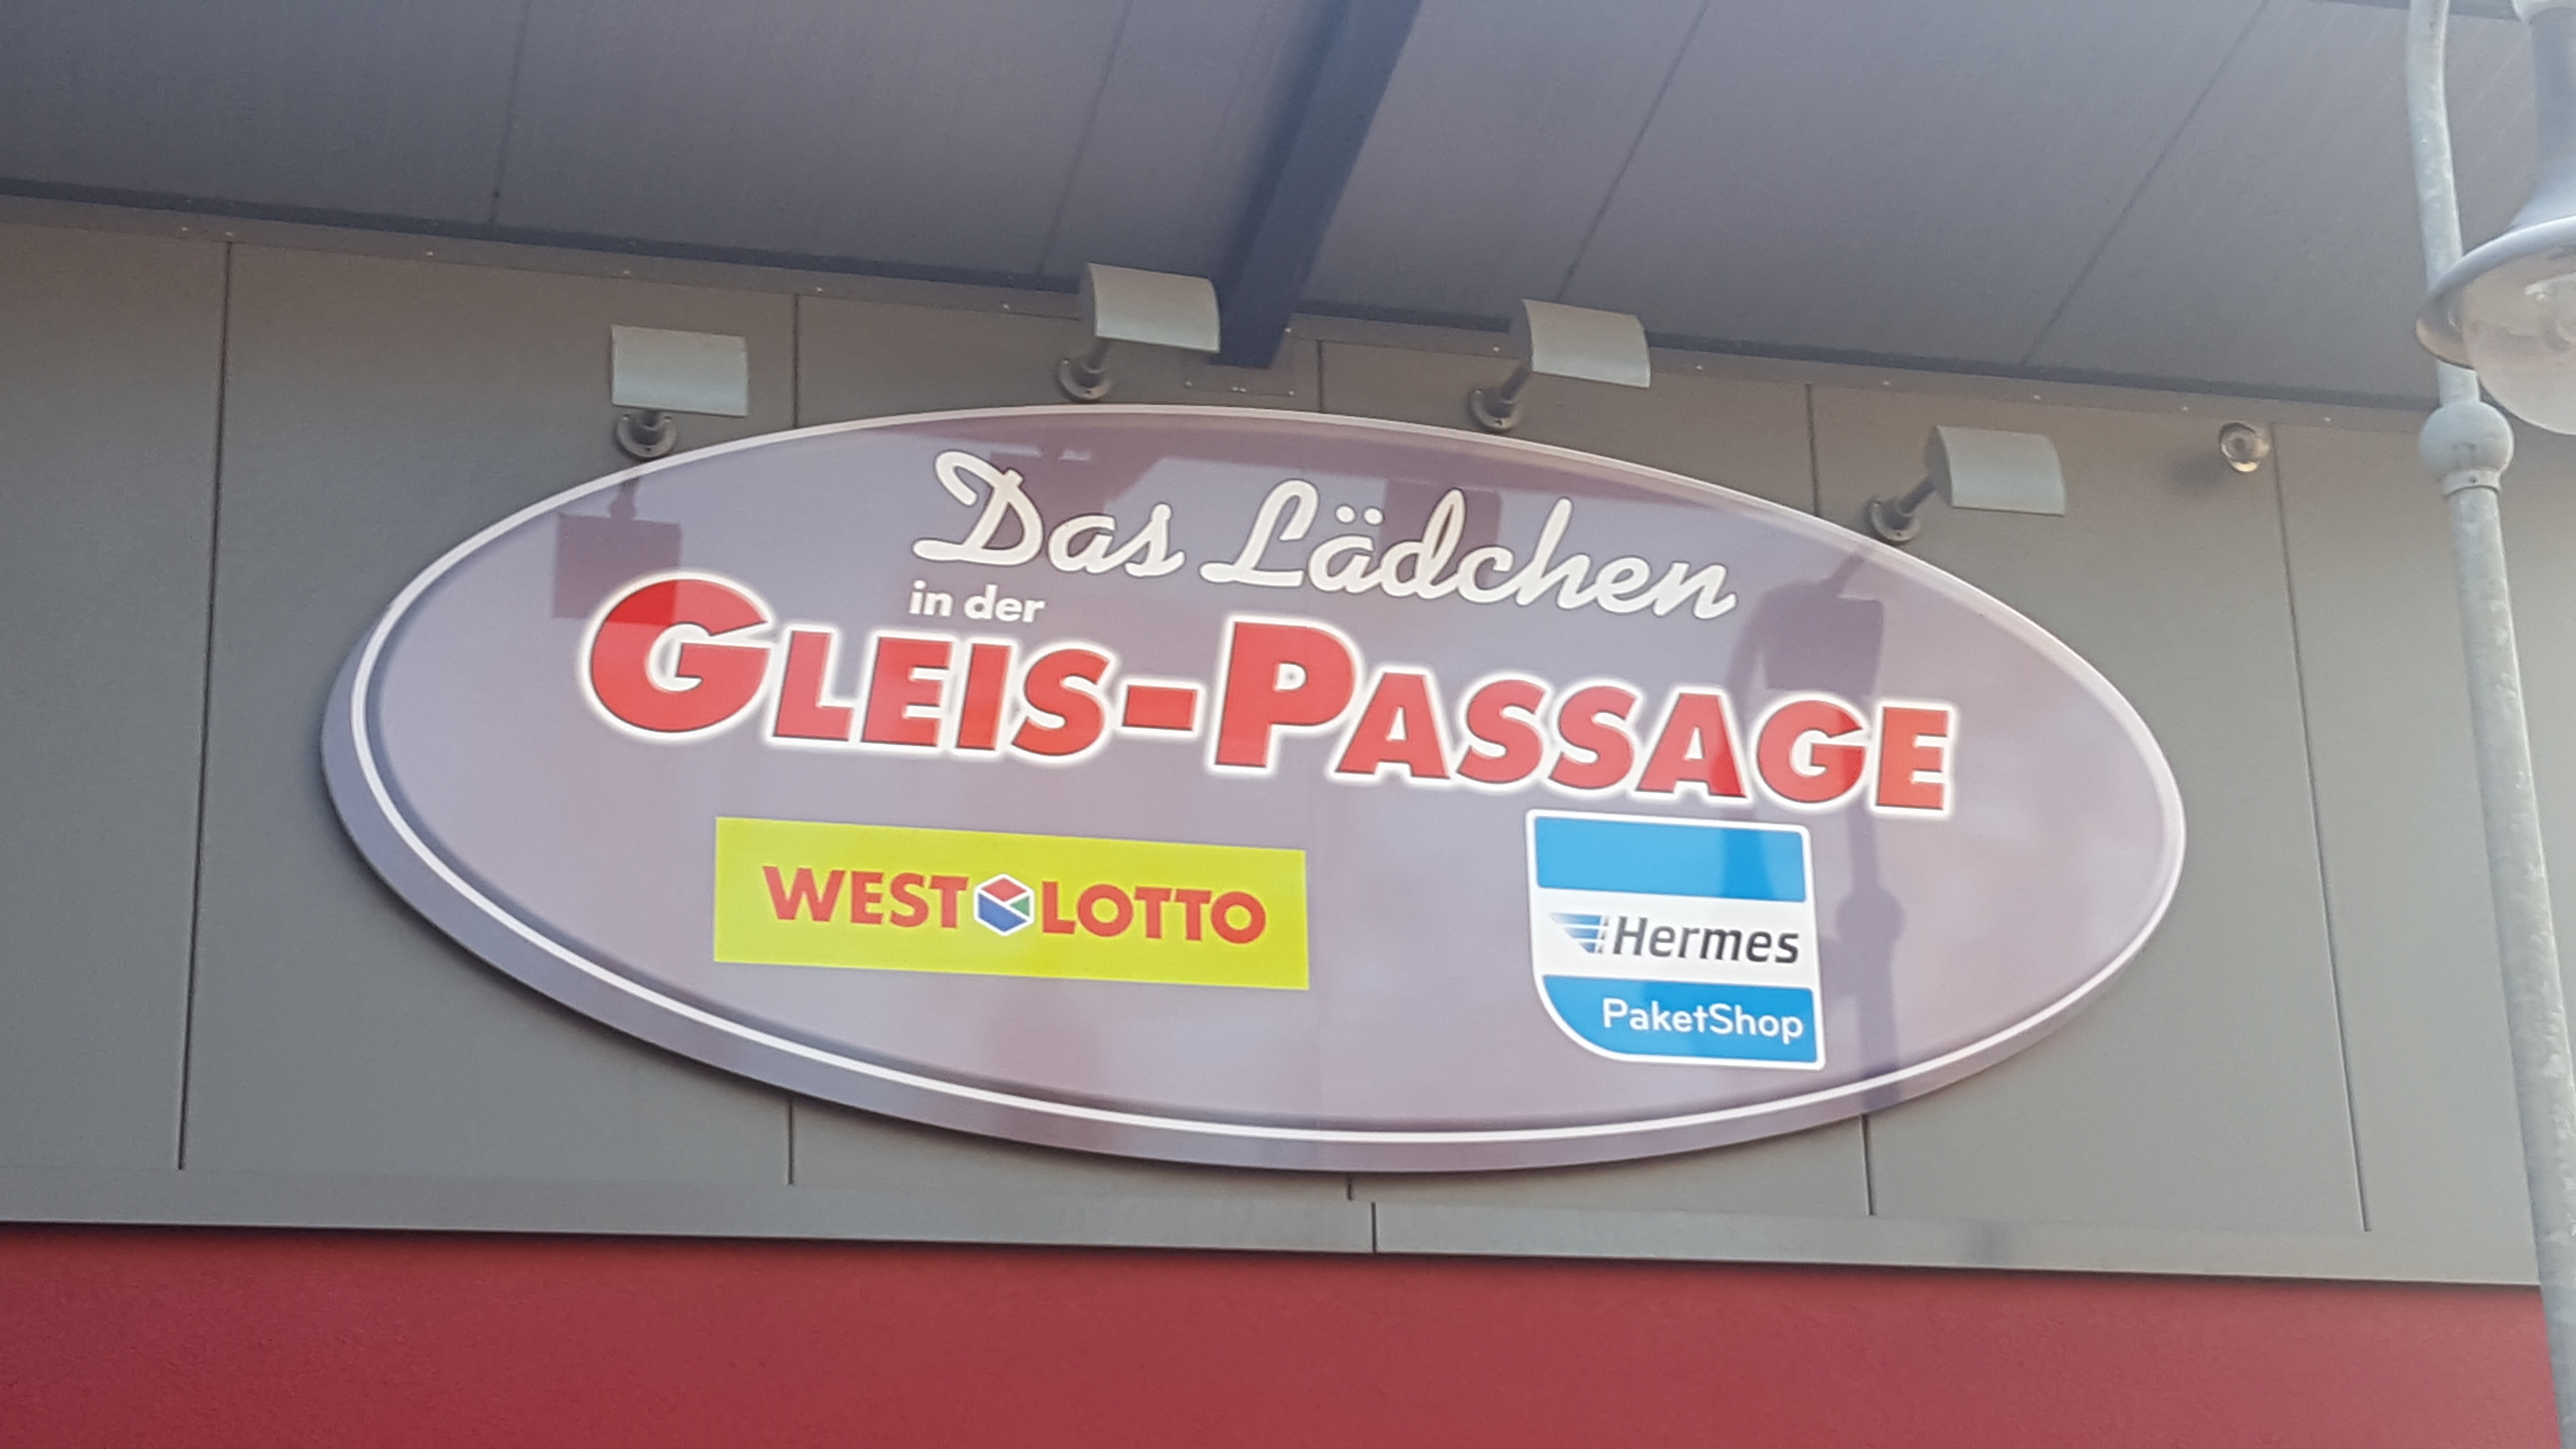 Das Lädchen
in der
GLEIS-PASSAGE
WEST LOTTO
Hermes
PaketShop